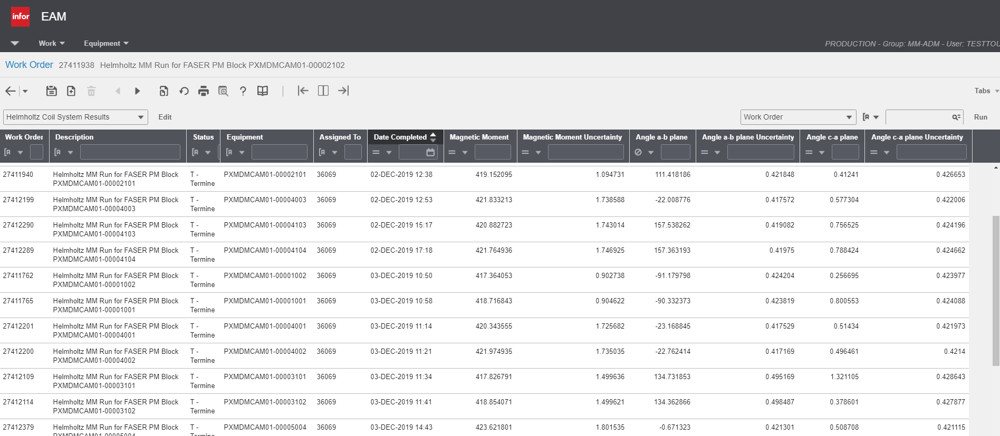 infor EAM
Work Equipment PRODUCTION - Group: MM-ADM - User: TESTTOU
Work Order 27411938 Helmholtz MM Run for FASER PM Block PXMDMCAM01-00002102
Tabs
Helmholtz Coil System Results Edit Work Order Run
Work Order Description Status Equipment Assigned To Date Completed Magnetic Moment Magnetic Moment Uncertainty Angle a-b plane Angle a-b plane Uncertainty Angle c-a plane Angle c-a plane Uncertainty
27411940 Helmholtz MM Run for FASER PM Block T - PXMDMCAM01-00002101 36069 02-DEC-2019 12:38 419.152095 1.094731 111.418186 0.421848 0.41241 0.426653
PXMDMCAM01-00002101 Termine
27412199 Helmholtz MM Run for FASER PM Block T - PXMDMCAM01-00004003 36069 02-DEC-2019 12:53 421.833213 1.738588 -22.008776 0.417572 0.577304 0.422006
PXMDMCAM01-00004003 Termine
27412290 Helmholtz MM Run for FASER PM Block T - PXMDMCAM01-00004103 36069 02-DEC-2019 15:17 420.882723 1.743014 157.538262 0.419082 0.756525 0.424196
PXMDMCAM01-00004103 Termine
27412289 Helmholtz MM Run for FASER PM Block T - PXMDMCAM01-00004104 36069 02-DEC-2019 17:18 421.764936 1.746925 157.363193 0.41975 0.788424 0.424662
PXMDMCAM01-00004104 Termine
27411762 Helmholtz MM Run for FASER PM Block T - PXMDMCAM01-00001002 36069 03-DEC-2019 10:50 417.364053 0.902738 -91.179798 0.424204 0.256695 0.423977
PXMDMCAM01-00001002 Termine
27411765 Helmholtz MM Run for FASER PM Block T - PXMDMCAM01-00001001 36069 03-DEC-2019 10:58 418.716843 0.904622 -90.332373 0.423819 0.800553 0.424088
PXMDMCAM01-00001001 Termine
27412201 Helmholtz MM Run for FASER PM Block T - PXMDMCAM01-00004001 36069 03-DEC-2019 11:14 420.343555 1.725682 -23.168845 0.417529 0.51434 0.421973
PXMDMCAM01-00004001 Termine
27412200 Helmholtz MM Run for FASER PM Block T - PXMDMCAM01-00004002 36069 03-DEC-2019 11:21 421.974935 1.735035 -22.762414 0.417169 0.496461 0.4214
PXMDMCAM01-00004002 Termine
27412109 Helmholtz MM Run for FASER PM Block T - PXMDMCAM01-00003101 36069 03-DEC-2019 11:34 417.826791 1.499636 134.731853 0.495169 1.321105 0.428643
PXMDMCAM01-00003101 Termine
27412114 Helmholtz MM Run for FASER PM Block T - PXMDMCAM01-00003102 36069 03-DEC-2019 11:41 418.854071 1.499621 134.362866 0.498487 0.378601 0.427877
PXMDMCAM01-00003102 Termine
27412379 Helmholtz MM Run for FASER PM Block T - PXMDMCAM01-00005004 36069 03-DEC-2019 14:43 423.621801 1.801535 -0.671323 0.421301 0.508708 0.421115
PXMDMCAM01-00005004 Termine